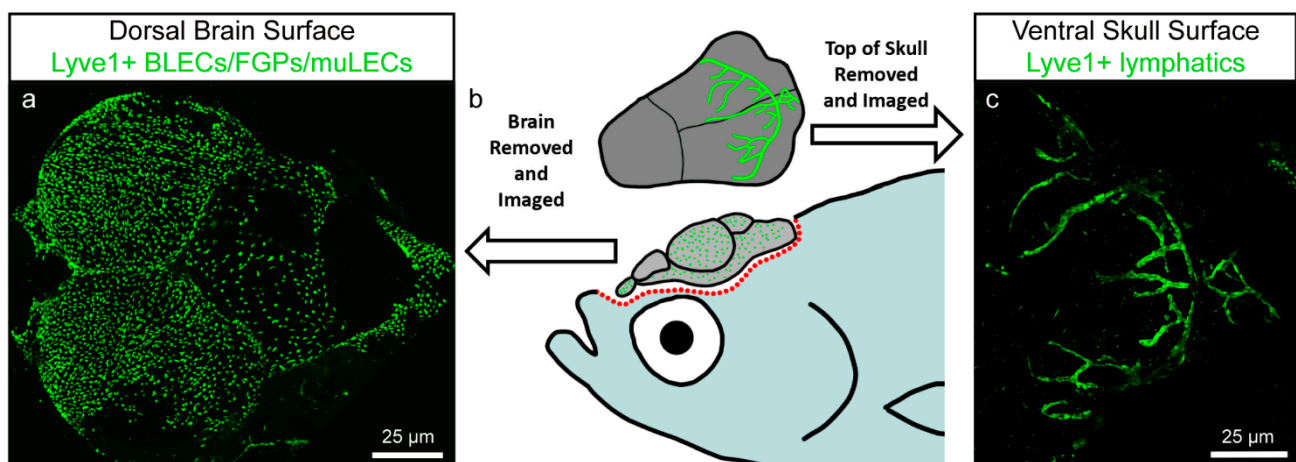 Dorsal Brain Surface
Lyve1+ BLECs/FGPs/muLECs
a
25 µm
b
Brain
Removed
and
Imaged
Top of Skull
Removed
and Imaged
Ventral Skull Surface
Lyve1+ lymphatics
c
25 µm